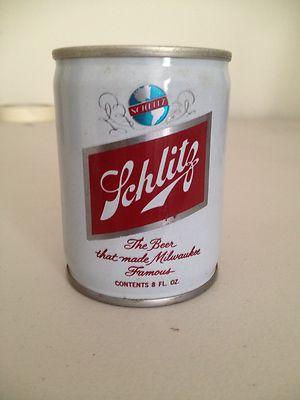 SCHLITZ
Schlitz
The Beer
that made Milwaukee
Famous
CONTENTS 8 FL. OZ.